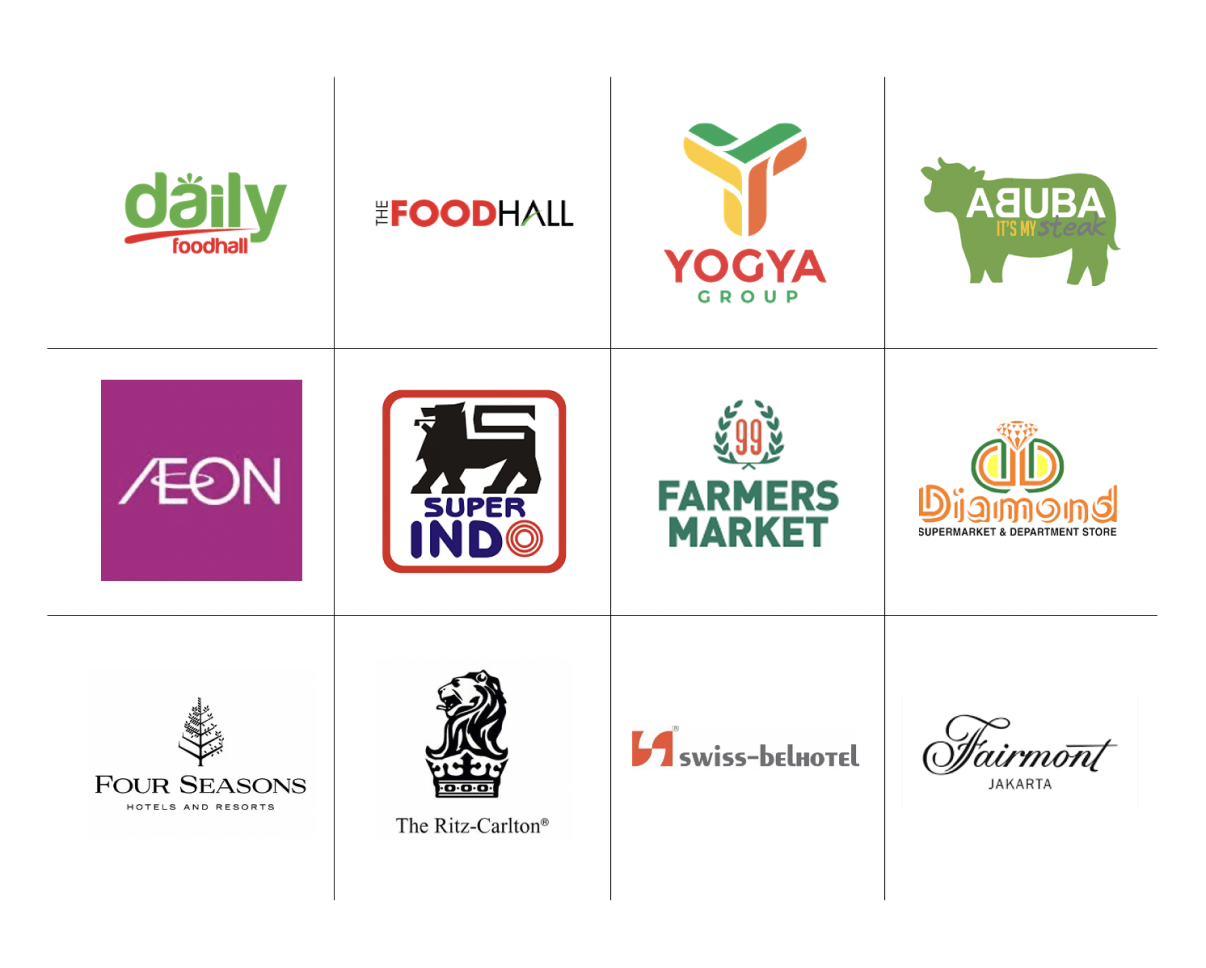 daily
foodhall
THE FOODHALL
YOGYA
GROUP
ABUBA
IT'S MY steak
ÆON
SUPER
INDO
99
FARMERS
MARKET
Diamond
SUPERMARKET & DEPARTMENT STORE
FOUR SEASONS
HOTELS AND RESORTS
The Ritz-Carlton®
swiss-belHOTEL®
Fairmont
JAKARTA